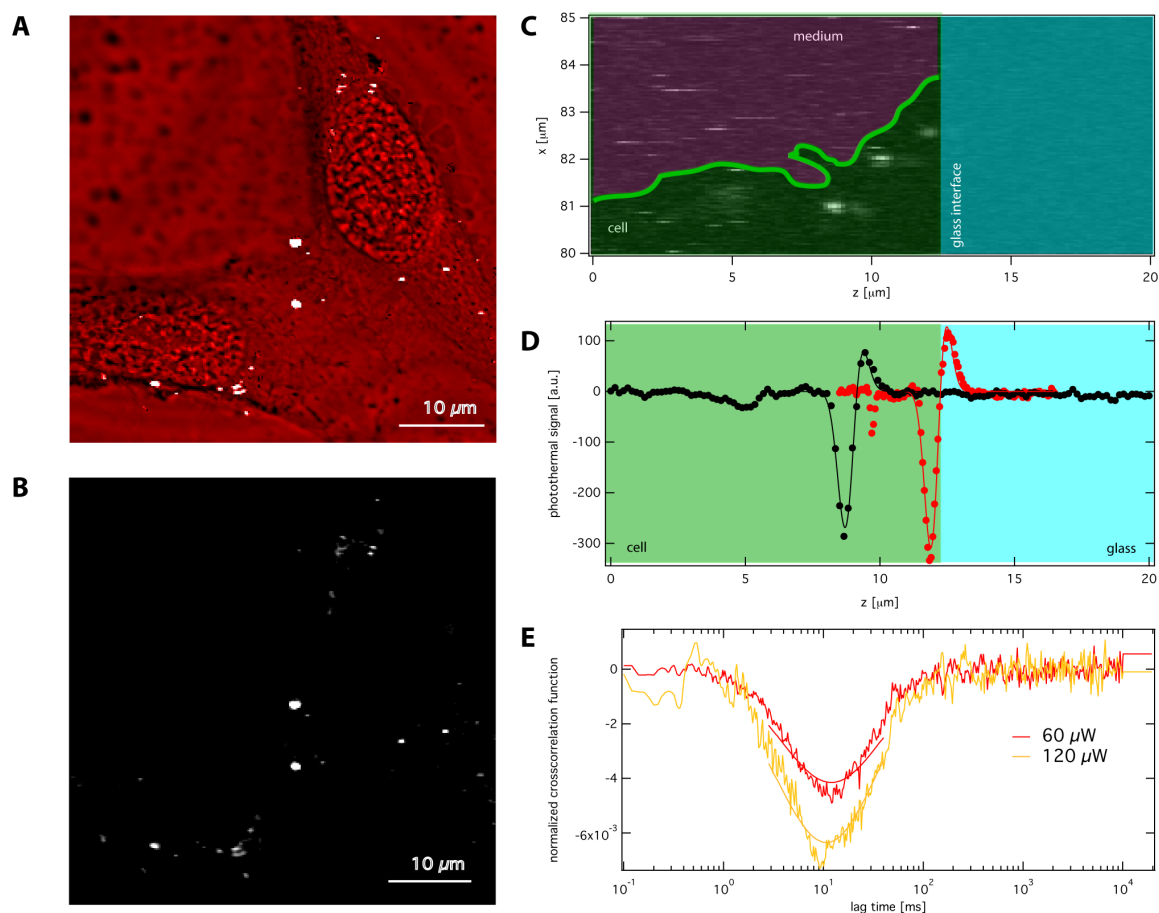 A
10 µm
B
10 µm
C
85
84
83
82
81
80
x [µm]
medium
cell
glass interface
0
5
10
15
20
z [µm]
D
100
0
-100
-200
-300
photothermal signal [a.u.]
cell
glass
0
5
10
15
20
z [µm]
E
0
-2
-4
-6x10⁻³
normalized crosscorrelation function
60 µW
120 µW
10⁻¹
10⁰
10¹
10²
10³
10⁴
lag time [ms]